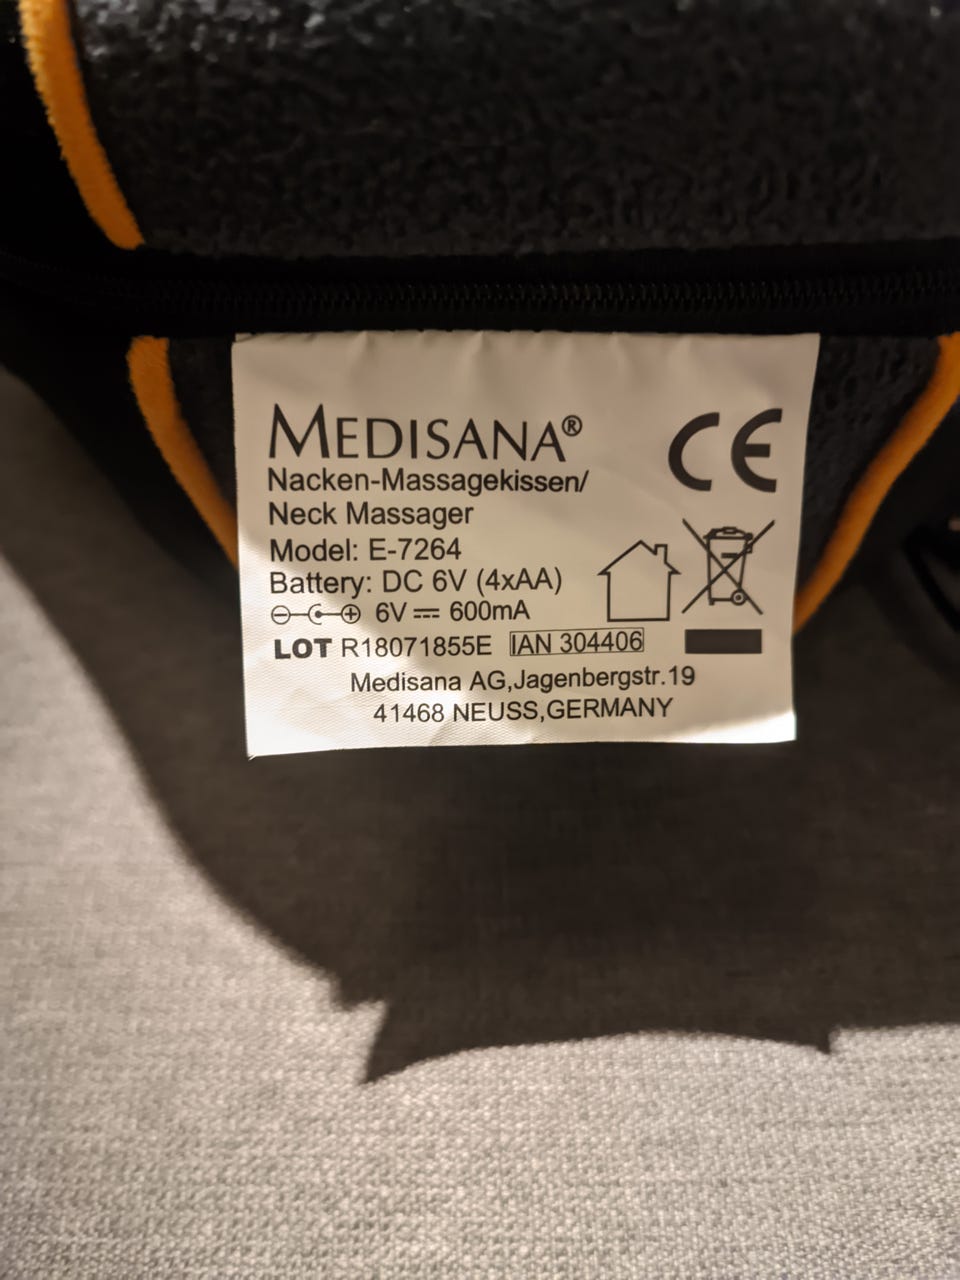 MEDISANA®
CE
Nacken-Massagekissen/
Neck Massager
Model: E-7264
Battery: DC 6V (4xAA)
6V ⎓ 600mA
LOT R18071855E IAN 304406
Medisana AG,Jagenbergstr.19
41468 NEUSS,GERMANY